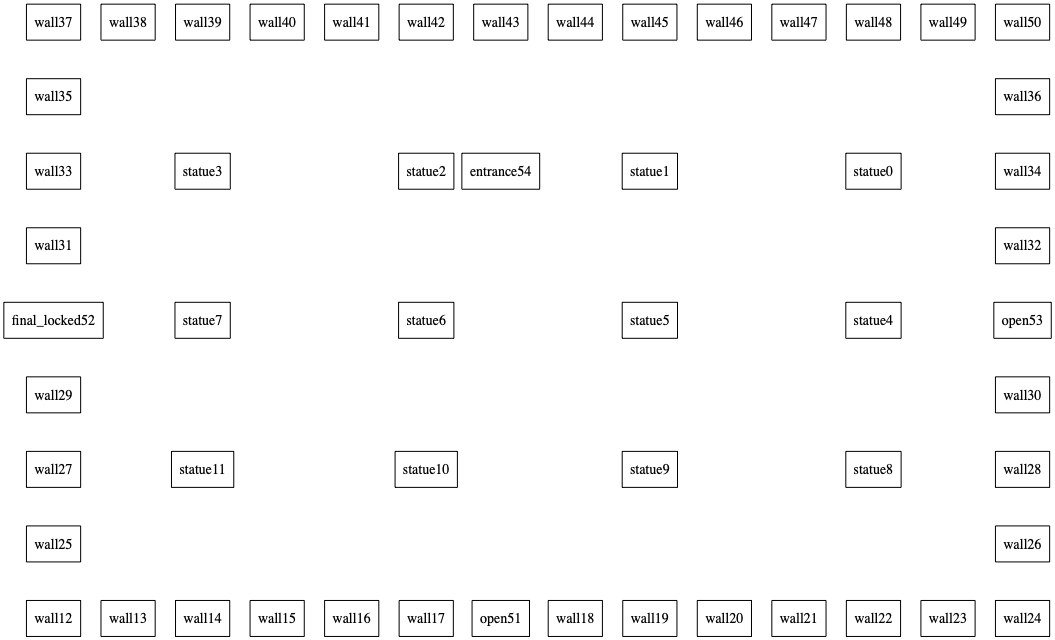 wall37 wall38 wall39 wall40 wall41 wall42 wall43 wall44 wall45 wall46 wall47 wall48 wall49 wall50
wall35 wall36
wall33 statue3 statue2 entrance54 statue1 statue0 wall34
wall31 wall32
final_locked52 statue7 statue6 statue5 statue4 open53
wall29 wall30
wall27 statue11 statue10 statue9 statue8 wall28
wall25 wall26
wall12 wall13 wall14 wall15 wall16 wall17 open51 wall18 wall19 wall20 wall21 wall22 wall23 wall24